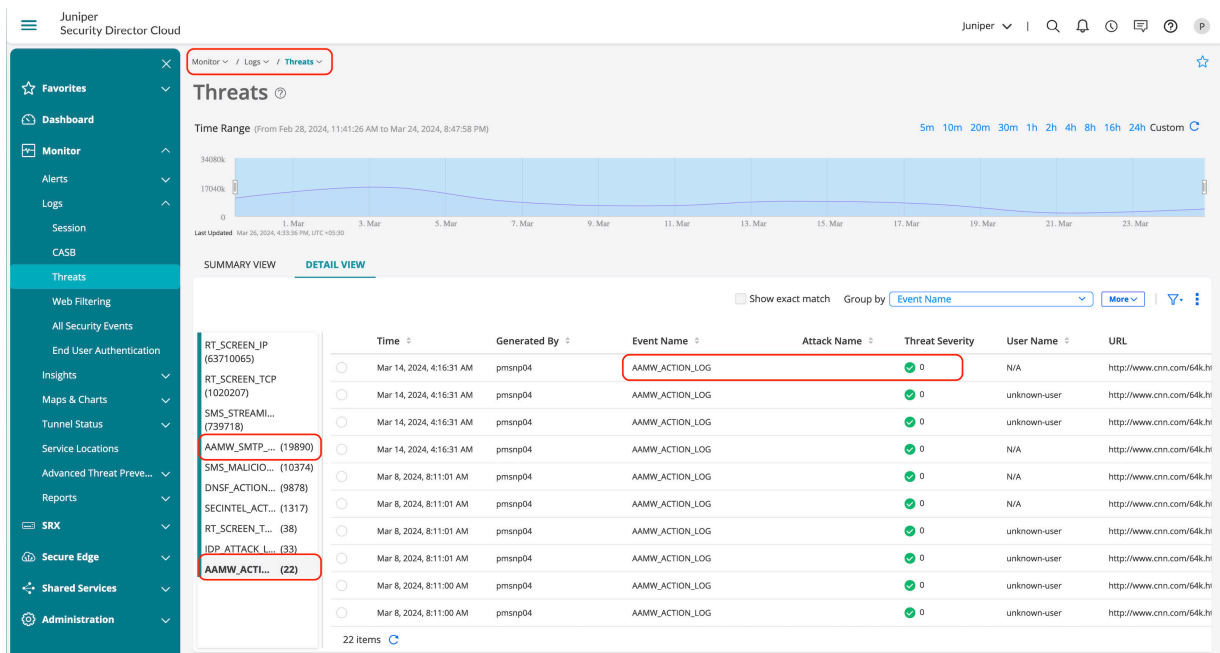 Juniper
Security Director Cloud
Juniper
P
Favorites
Dashboard
Monitor
Alerts
Logs
Session
CASB
Threats
Web Filtering
All Security Events
End User Authentication
Insights
Maps & Charts
Tunnel Status
Service Locations
Advanced Threat Preve...
Reports
SRX
Secure Edge
Shared Services
Administration
Monitor / Logs / Threats
Threats
Time Range (From Feb 28, 2024, 11:41:26 AM to Mar 24, 2024, 8:47:58 PM)
5m 10m 20m 30m 1h 2h 4h 8h 16h 24h Custom
34080k
17040k
0
1. Mar 3. Mar 5. Mar 7. Mar 9. Mar 11. Mar 13. Mar 15. Mar 17. Mar 19. Mar 21. Mar 23. Mar
Last Updated Mar 26, 2024, 4:33:36 PM, UTC +05:30
SUMMARY VIEW DETAIL VIEW
Show exact match Group by Event Name More
RT_SCREEN_IP
(63710065)
RT_SCREEN_TCP
(1020207)
SMS_STREAMI...
(739718)
AAMW_SMTP_... (19890)
SMS_MALICIO... (10374)
DNSF_ACTION... (9878)
SECINTEL_ACT... (1317)
RT_SCREEN_T... (38)
IDP_ATTACK_L... (33)
AAMW_ACTI... (22)
Time Generated By Event Name Attack Name Threat Severity User Name URL
Mar 14, 2024, 4:16:31 AM pmsnp04 AAMW_ACTION_LOG 0 N/A http://www.cnn.com/64k.ht
Mar 14, 2024, 4:16:31 AM pmsnp04 AAMW_ACTION_LOG 0 unknown-user http://www.cnn.com/64k.ht
Mar 14, 2024, 4:16:31 AM pmsnp04 AAMW_ACTION_LOG 0 unknown-user http://www.cnn.com/64k.ht
Mar 14, 2024, 4:16:31 AM pmsnp04 AAMW_ACTION_LOG 0 N/A http://www.cnn.com/64k.ht
Mar 8, 2024, 8:11:01 AM pmsnp04 AAMW_ACTION_LOG 0 N/A http://www.cnn.com/64k.ht
Mar 8, 2024, 8:11:01 AM pmsnp04 AAMW_ACTION_LOG 0 N/A http://www.cnn.com/64k.ht
Mar 8, 2024, 8:11:01 AM pmsnp04 AAMW_ACTION_LOG 0 unknown-user http://www.cnn.com/64k.ht
Mar 8, 2024, 8:11:01 AM pmsnp04 AAMW_ACTION_LOG 0 unknown-user http://www.cnn.com/64k.ht
Mar 8, 2024, 8:11:00 AM pmsnp04 AAMW_ACTION_LOG 0 unknown-user http://www.cnn.com/64k.ht
Mar 8, 2024, 8:11:00 AM pmsnp04 AAMW_ACTION_LOG 0 unknown-user http://www.cnn.com/64k.ht
22 items